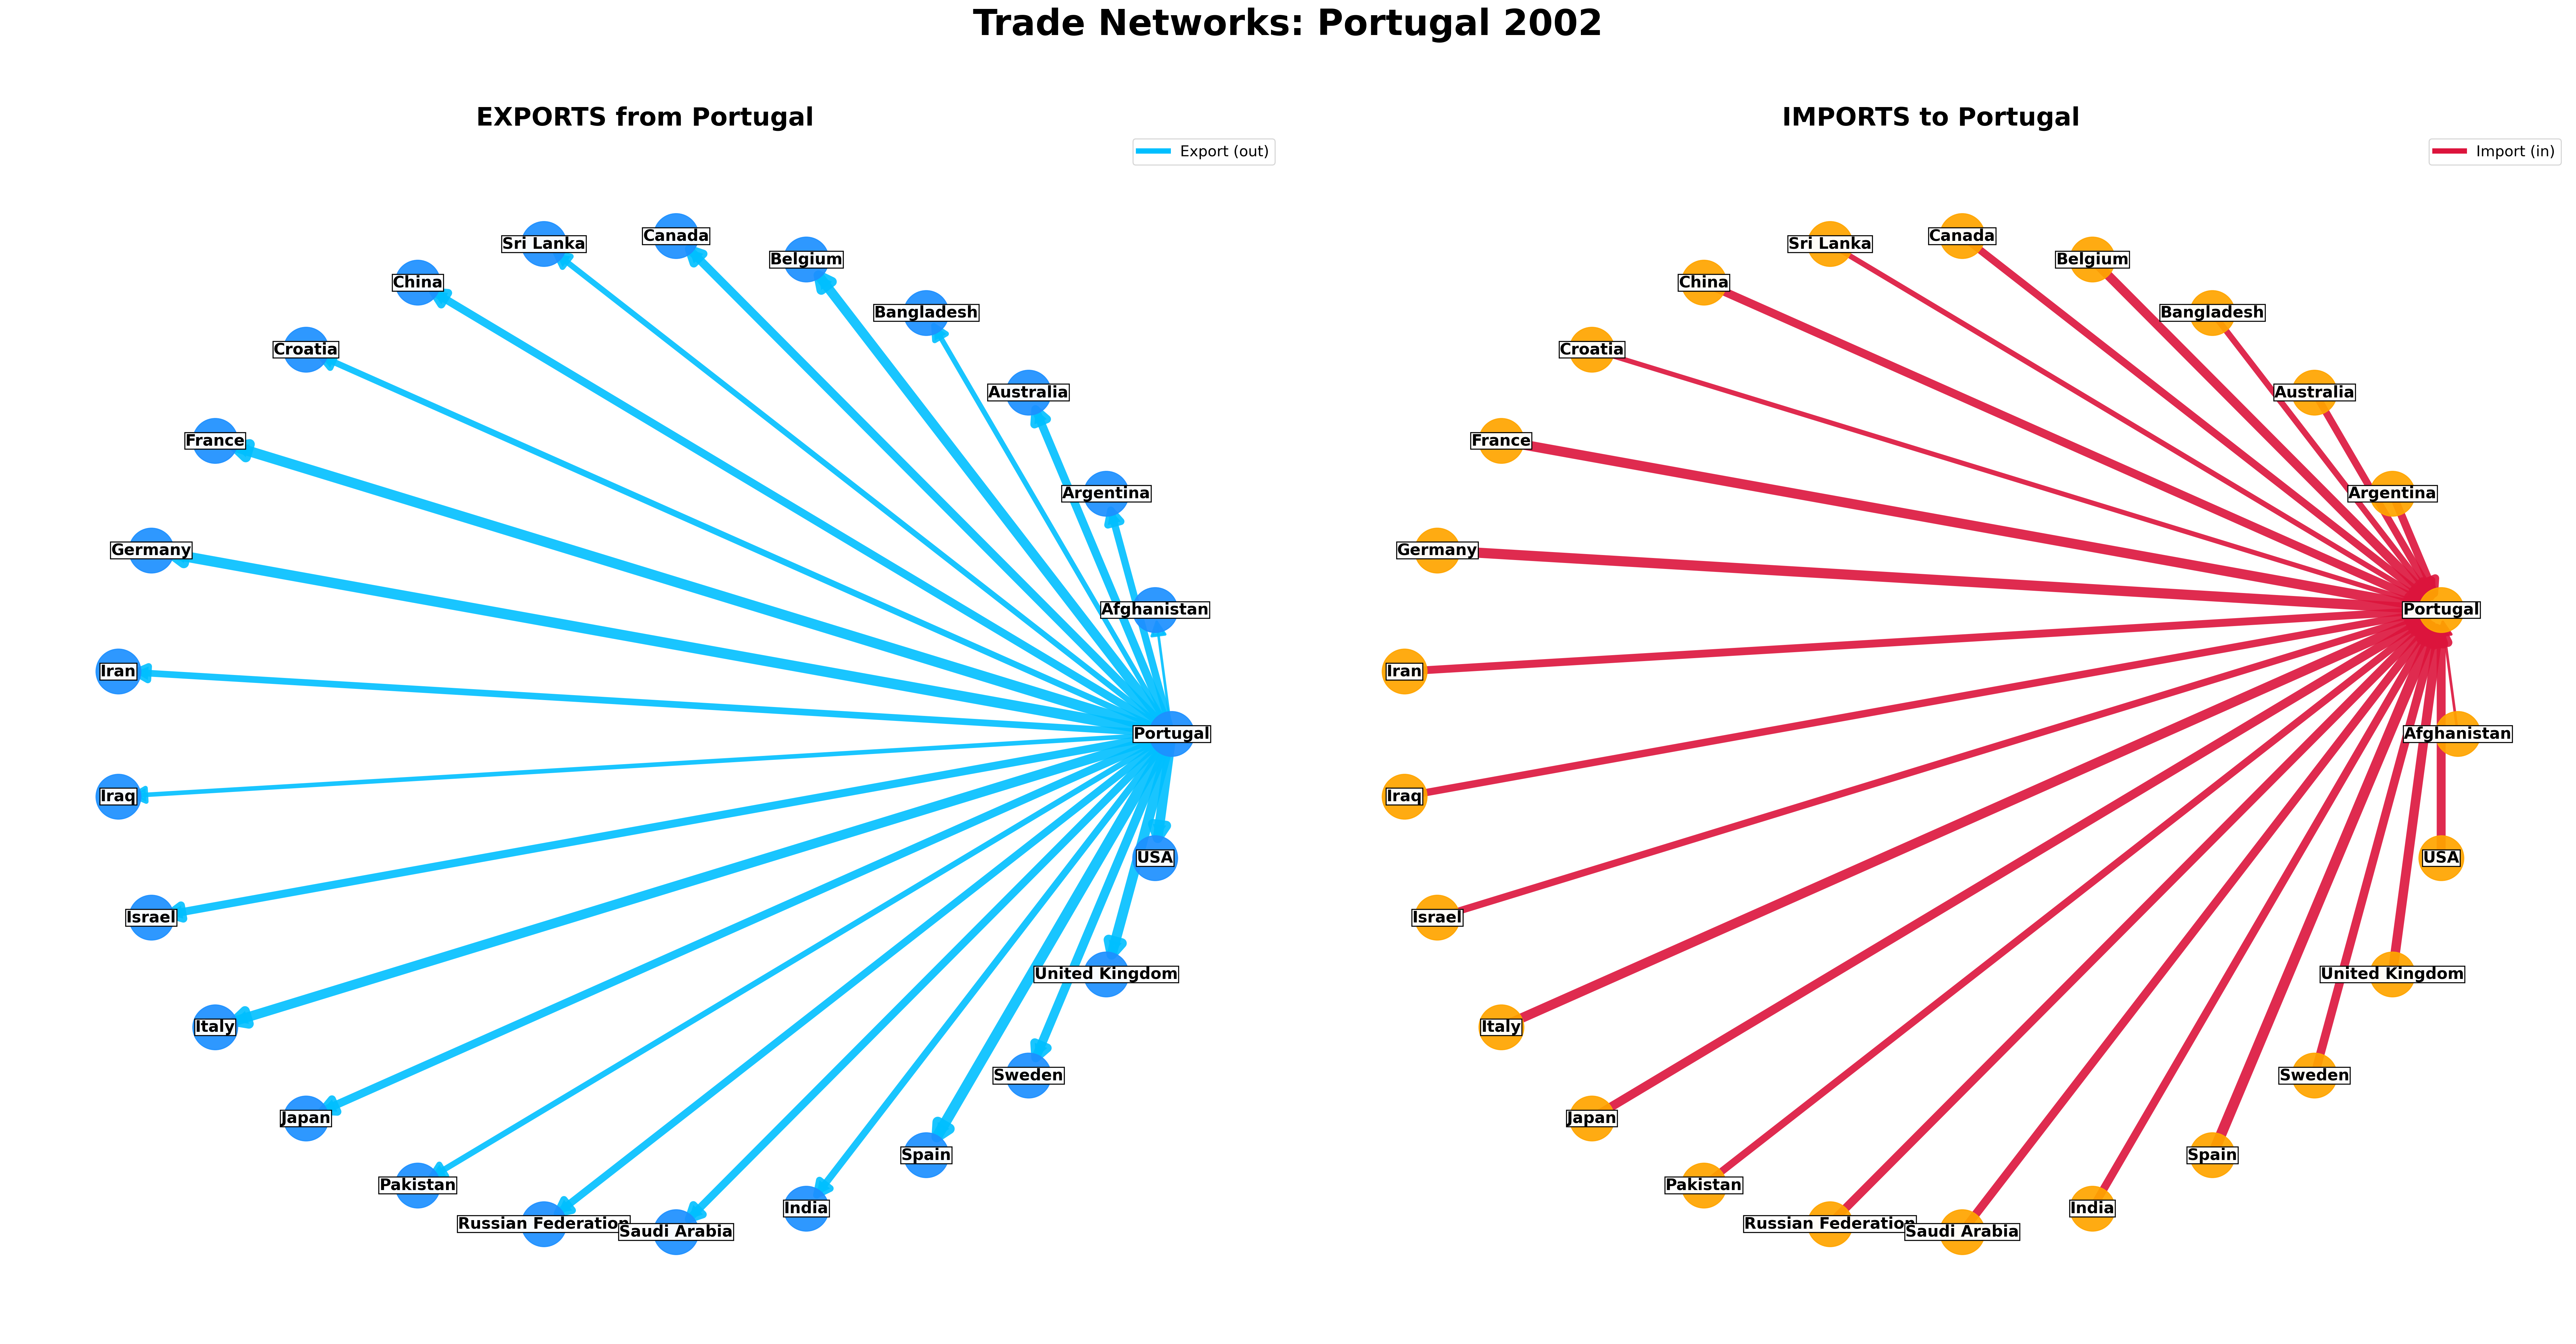 Trade Networks: Portugal 2002
EXPORTS from Portugal
Export (out)
Sri Lanka
Canada
Belgium
China
Bangladesh
Croatia
Australia
France
Argentina
Germany
Afghanistan
Iran
Portugal
Iraq
USA
Israel
United Kingdom
Italy
Sweden
Japan
Spain
Pakistan
India
Russian Federation
Saudi Arabia
IMPORTS to Portugal
Import (in)
Sri Lanka
Canada
Belgium
China
Bangladesh
Croatia
Australia
France
Argentina
Germany
Portugal
Iran
Afghanistan
Iraq
USA
Israel
United Kingdom
Italy
Sweden
Japan
Spain
Pakistan
India
Russian Federation
Saudi Arabia